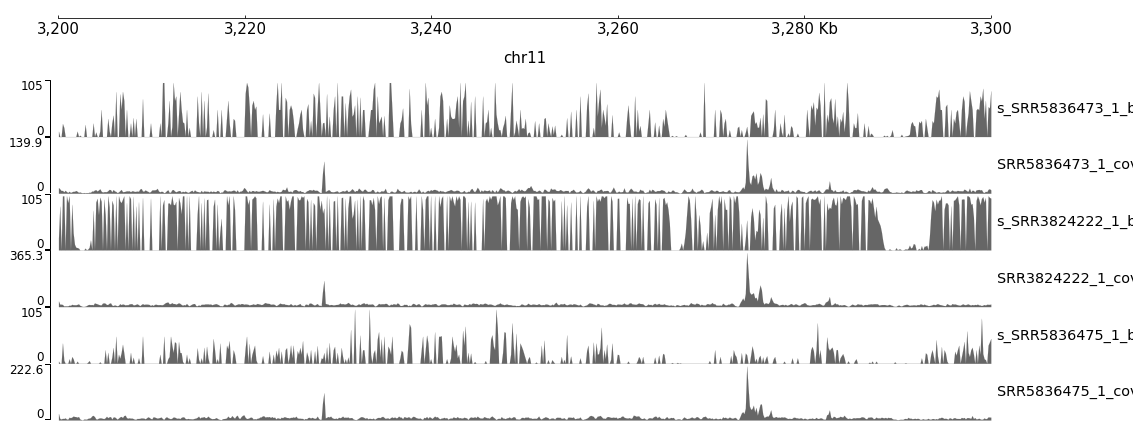 3,200 3,220 3,240 3,260 3,280 Kb 3,300
chr11
105
s_SRR5836473_1_b
0
139.9
SRR5836473_1_cov
0
105
s_SRR3824222_1_b
0
365.3
SRR3824222_1_cov
0
105
s_SRR5836475_1_b
0
222.6
SRR5836475_1_cov
0